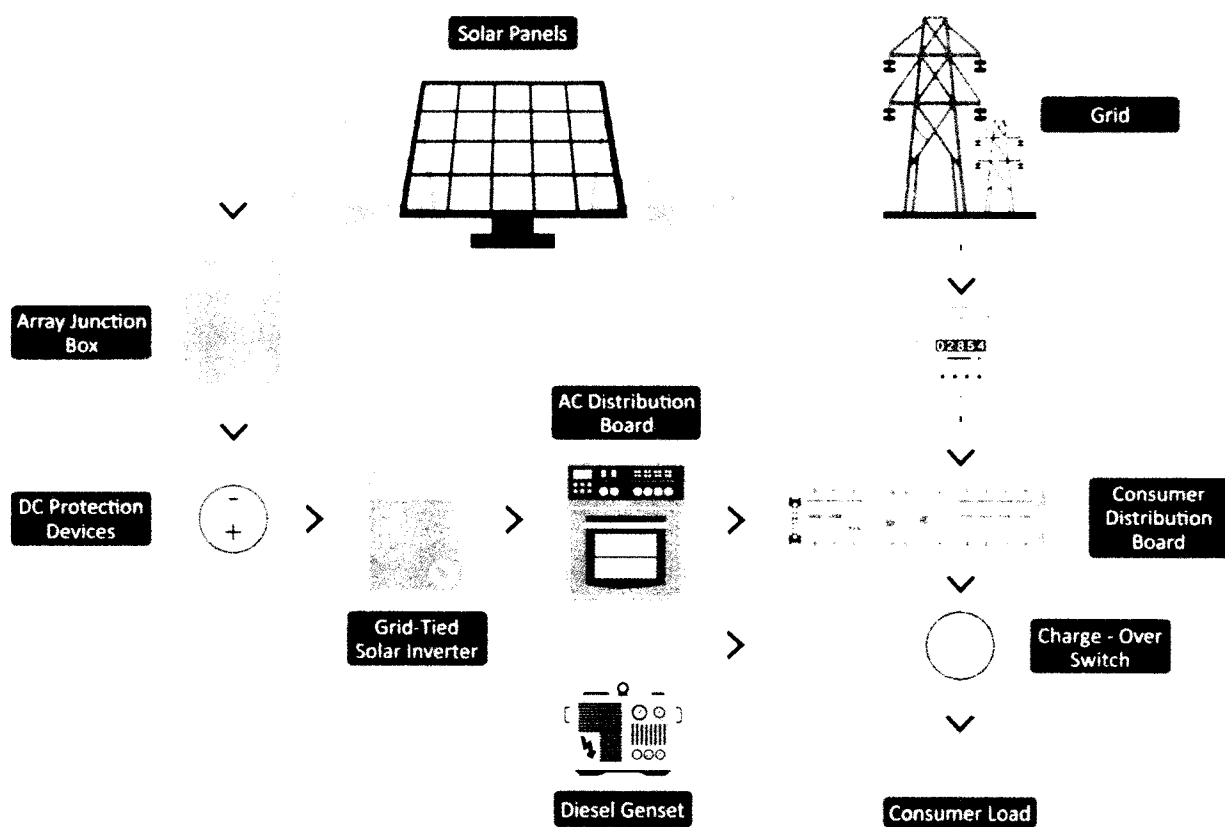 Solar Panels
Grid
Array Junction
Box
02854
AC Distribution
Board
DC Protection
Devices
-
+
Consumer
Distribution
Board
Grid-Tied
Solar Inverter
Charge - Over
Switch
Diesel Genset
Consumer Load